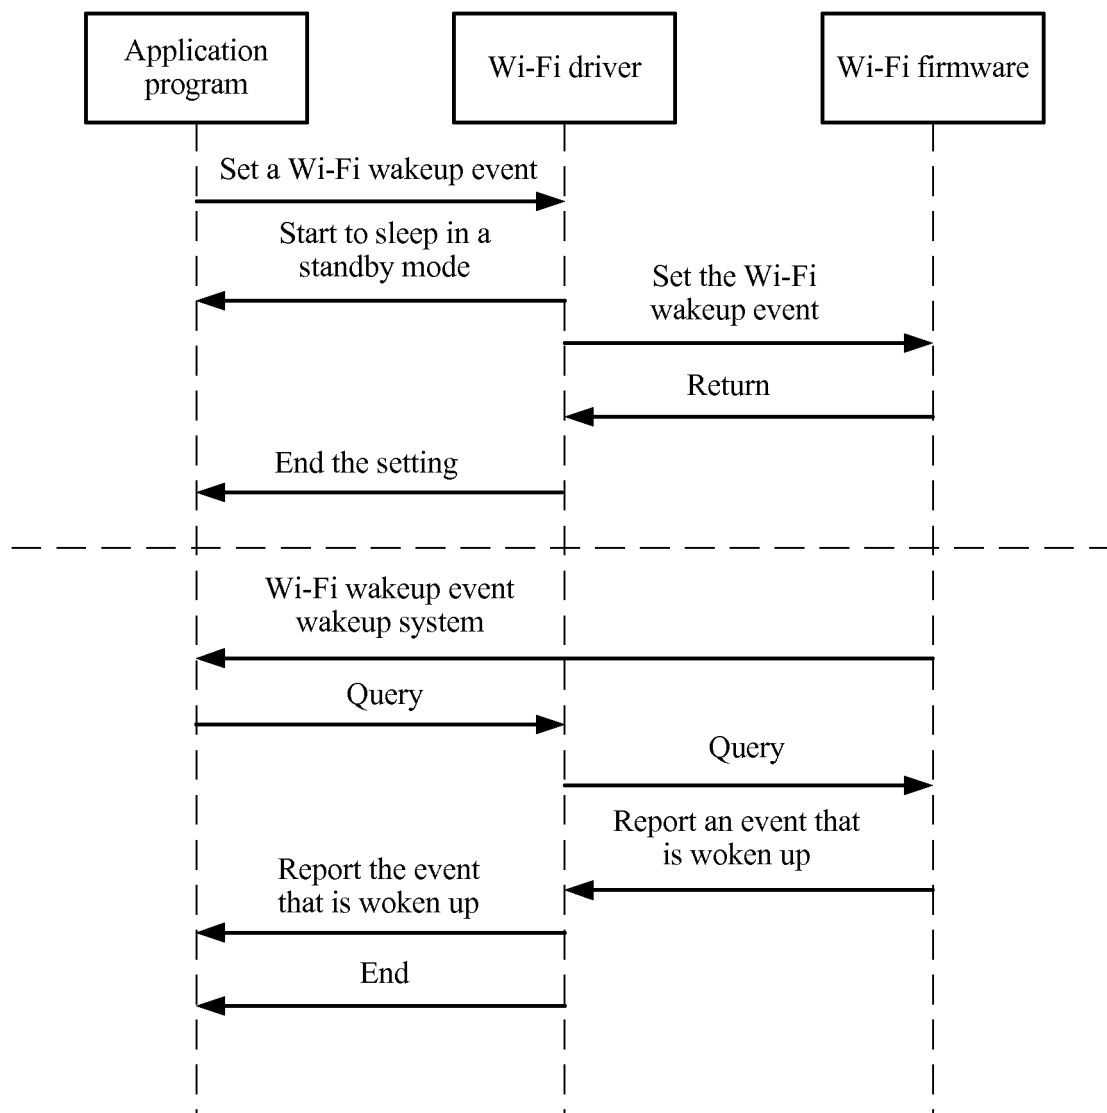 Application
program
Wi-Fi driver
Wi-Fi firmware
Set a Wi-Fi wakeup event
Start to sleep in a
standby mode
Set the Wi-Fi
wakeup event
Return
End the setting
Wi-Fi wakeup event
wakeup system
Query
Query
Report an event that
is woken up
Report the event
that is woken up
End